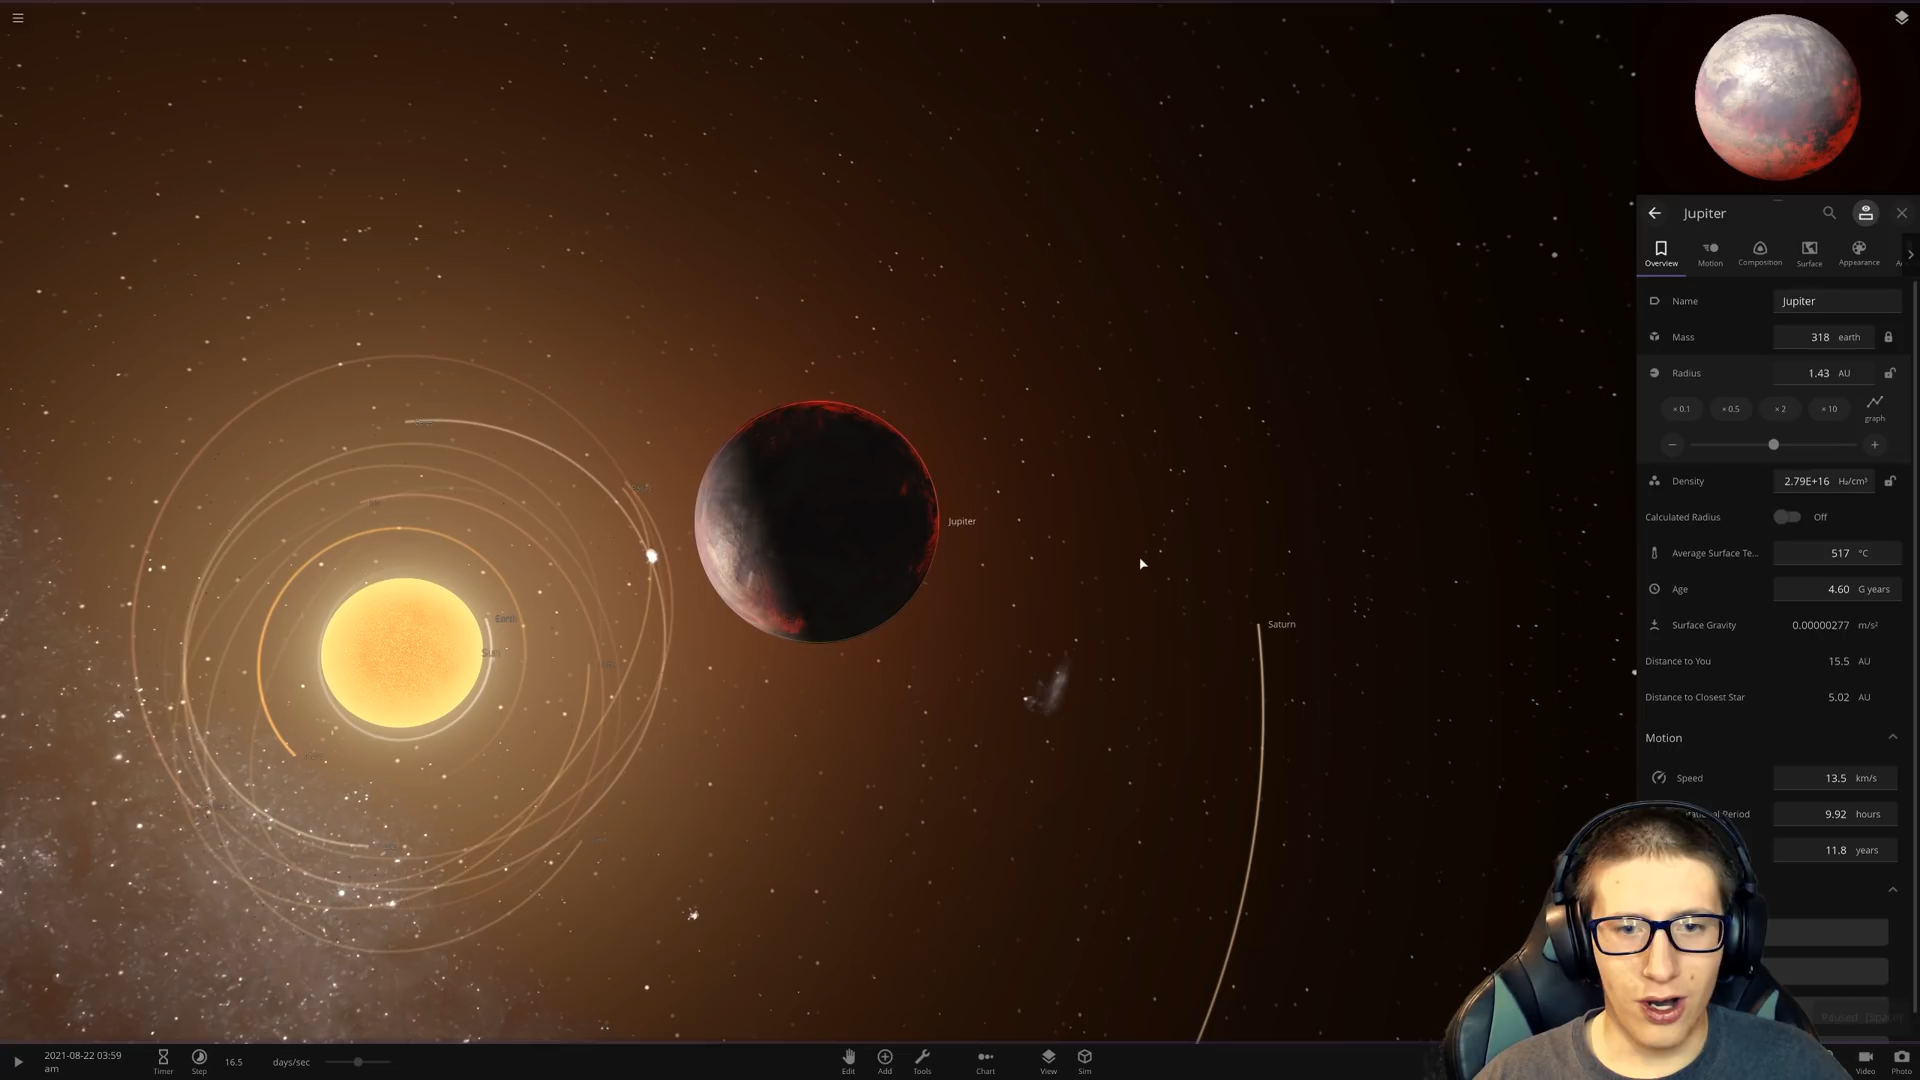 Jupiter
Overview
Motion
Composition
Surface
Appearance
Name
Jupiter
Mass
318 earth
Radius
1.43 AU
× 0.1
× 0.5
× 2
× 10
graph
Density
2.79E+16
Calculated Radius
Off
Average Surface Te...
517 °C
Age
4.60 G years
Surface Gravity
0.00000277 m/s²
Distance to You
15.5 AU
Distance to Closest Star
5.02 AU
Motion
Speed
13.5 km/s
Period
9.92 hours
11.8 years
Paused
Jupiter
Saturn
Earth
Sun
2021-08-22 03:59
am
Timer
Step
16.5 days/sec
Edit
Add
Tools
Chart
View
Sim
Video
Photo